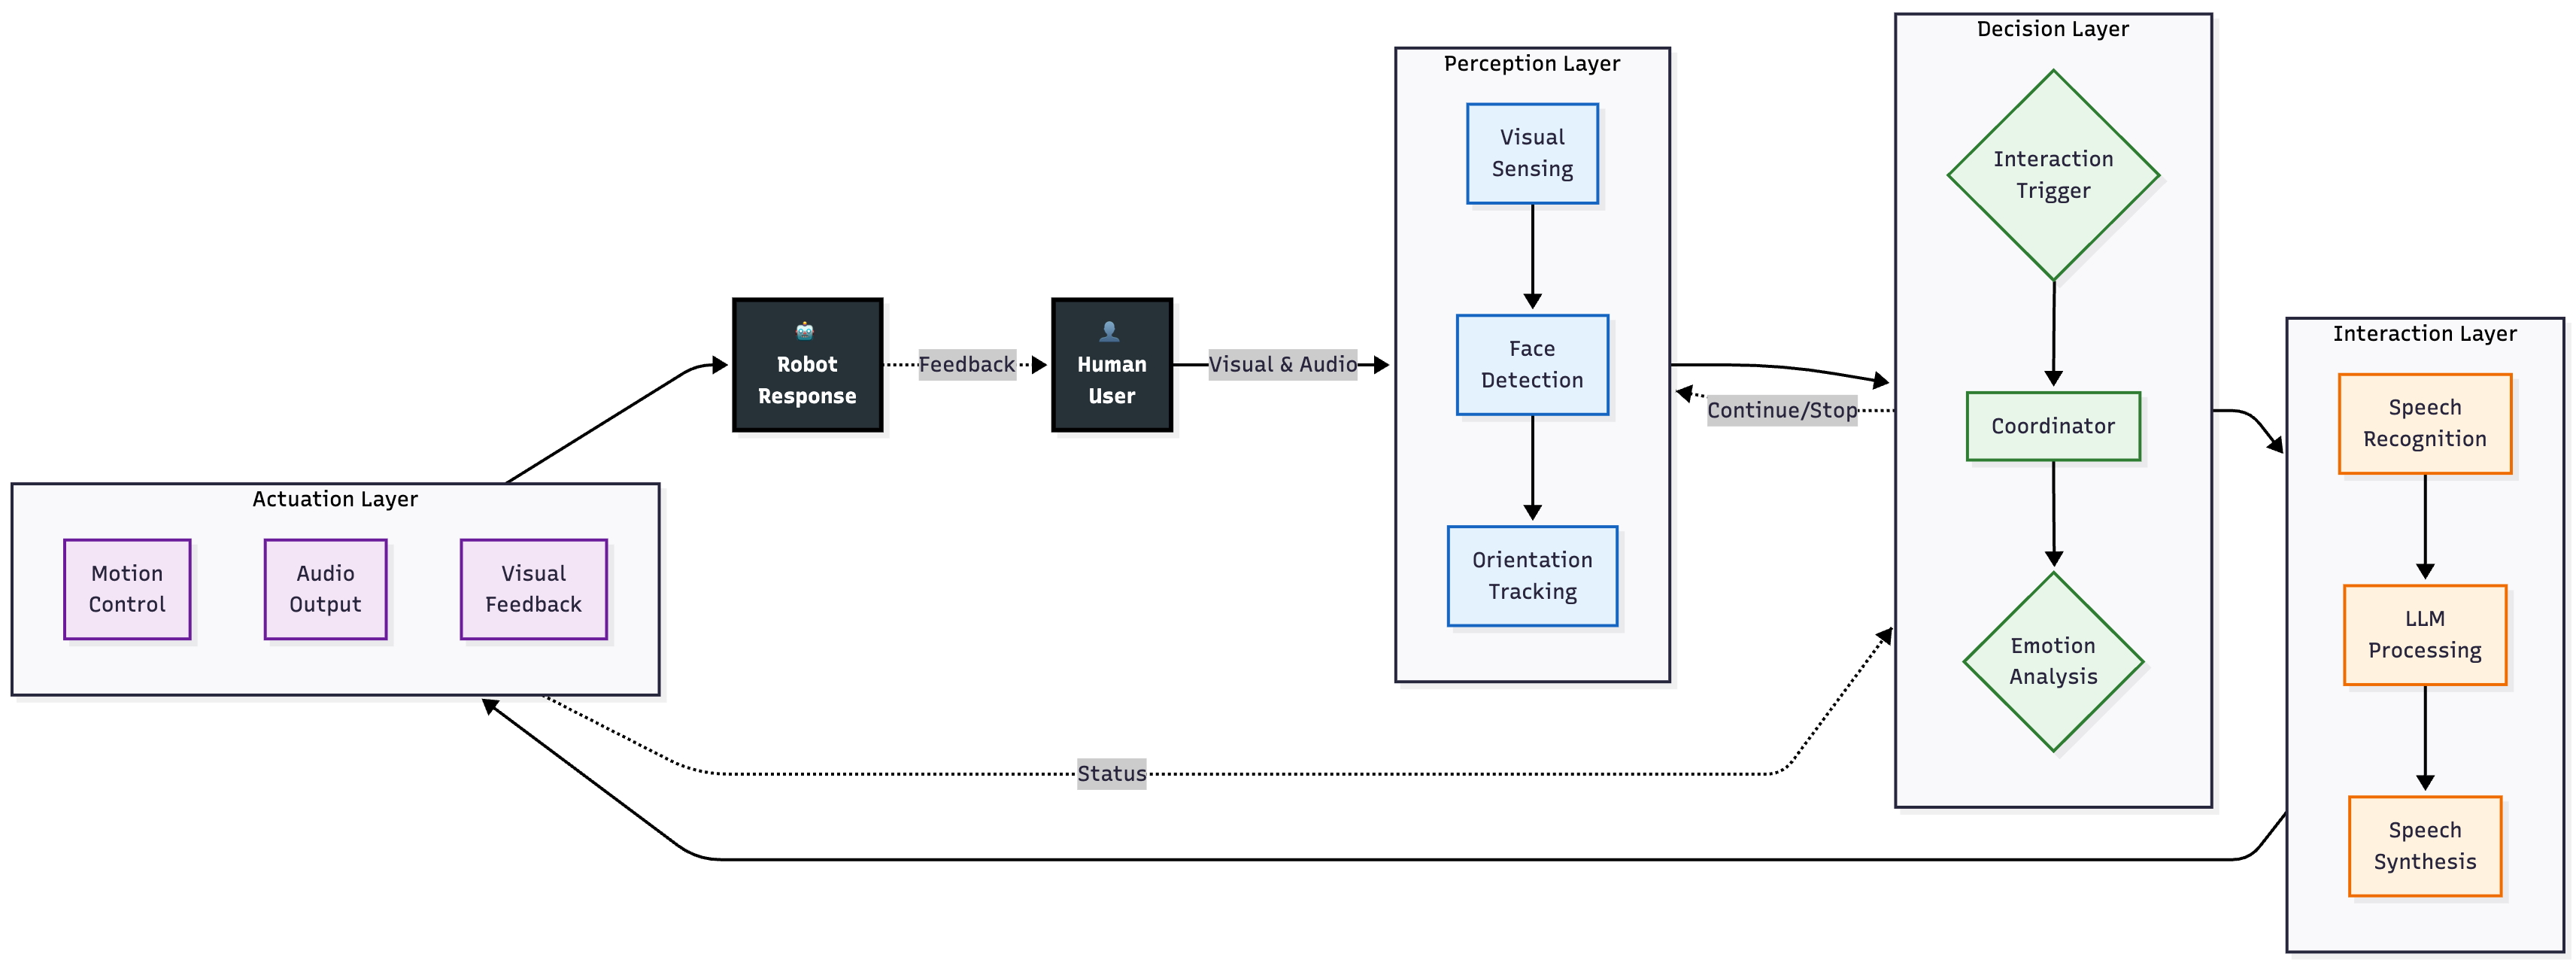 Actuation Layer
Motion
Control
Audio
Output
Visual
Feedback
Robot
Response
Feedback
Human
User
Visual & Audio
Perception Layer
Visual
Sensing
Face
Detection
Orientation
Tracking
Continue/Stop
Status
Decision Layer
Interaction
Trigger
Coordinator
Emotion
Analysis
Interaction Layer
Speech
Recognition
LLM
Processing
Speech
Synthesis